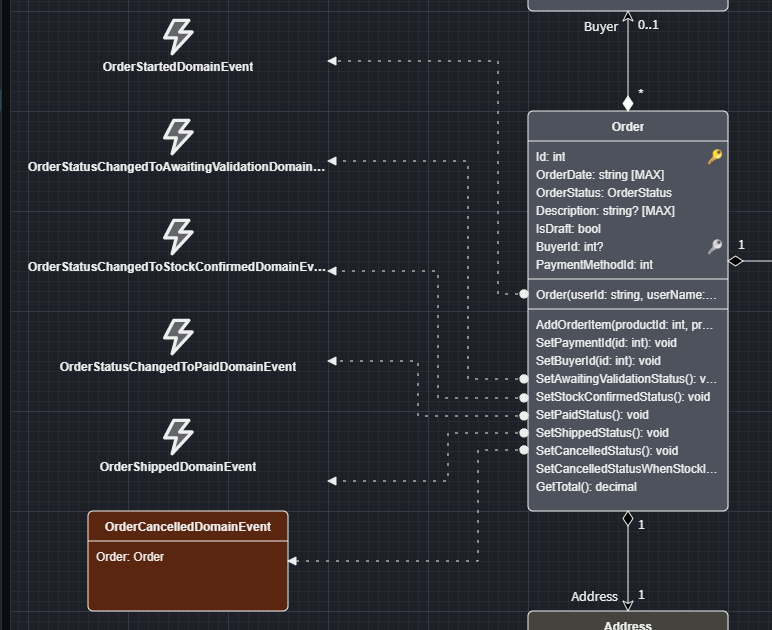 Buyer
0..1
*
OrderStartedDomainEvent
OrderStatusChangedToAwaitingValidationDomain...
OrderStatusChangedToStockConfirmedDomainEv...
OrderStatusChangedToPaidDomainEvent
OrderShippedDomainEvent
OrderCancelledDomainEvent
Order: Order
Order
Id: int
OrderDate: string [MAX]
OrderStatus: OrderStatus
Description: string? [MAX]
IsDraft: bool
BuyerId: int?
PaymentMethodId: int
1
Order(userId: string, userName:...
AddOrderItem(productId: int, pr...
SetPaymentId(id: int): void
SetBuyerId(id: int): void
SetAwaitingValidationStatus(): v...
SetStockConfirmedStatus(): void
SetPaidStatus(): void
SetShippedStatus(): void
SetCancelledStatus(): void
SetCancelledStatusWhenStockI...
GetTotal(): decimal
1
Address
1
Address